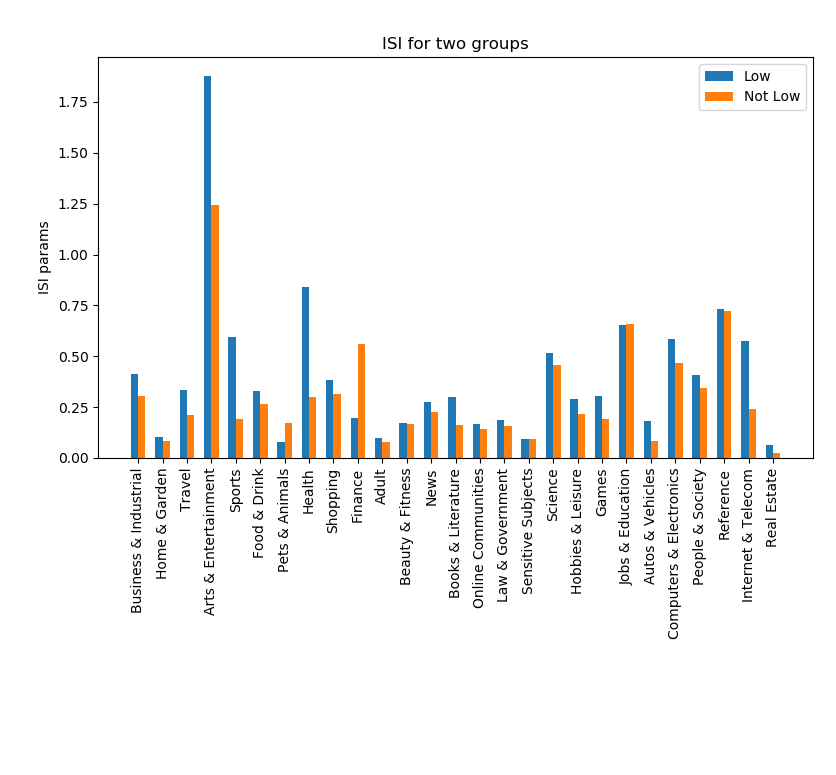 ISI for two groups
Low
Not Low
ISI params
1.75
1.50
1.25
1.00
0.75
0.50
0.25
0.00
Business & Industrial
Home & Garden
Travel
Arts & Entertainment
Sports
Food & Drink
Pets & Animals
Health
Shopping
Finance
Adult
Beauty & Fitness
News
Books & Literature
Online Communities
Law & Government
Sensitive Subjects
Science
Hobbies & Leisure
Games
Jobs & Education
Autos & Vehicles
Computers & Electronics
People & Society
Reference
Internet & Telecom
Real Estate